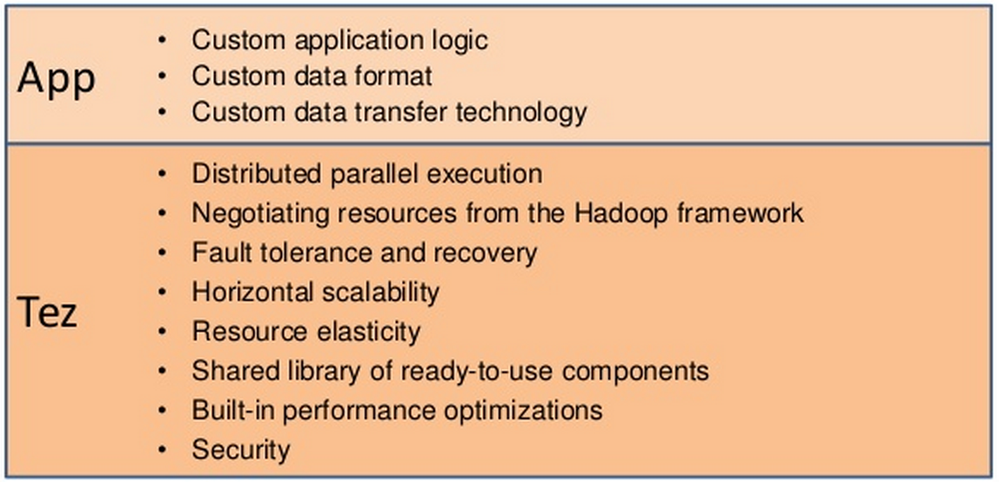 App
• Custom application logic
• Custom data format
• Custom data transfer technology
Tez
• Distributed parallel execution
• Negotiating resources from the Hadoop framework
• Fault tolerance and recovery
• Horizontal scalability
• Resource elasticity
• Shared library of ready-to-use components
• Built-in performance optimizations
• Security